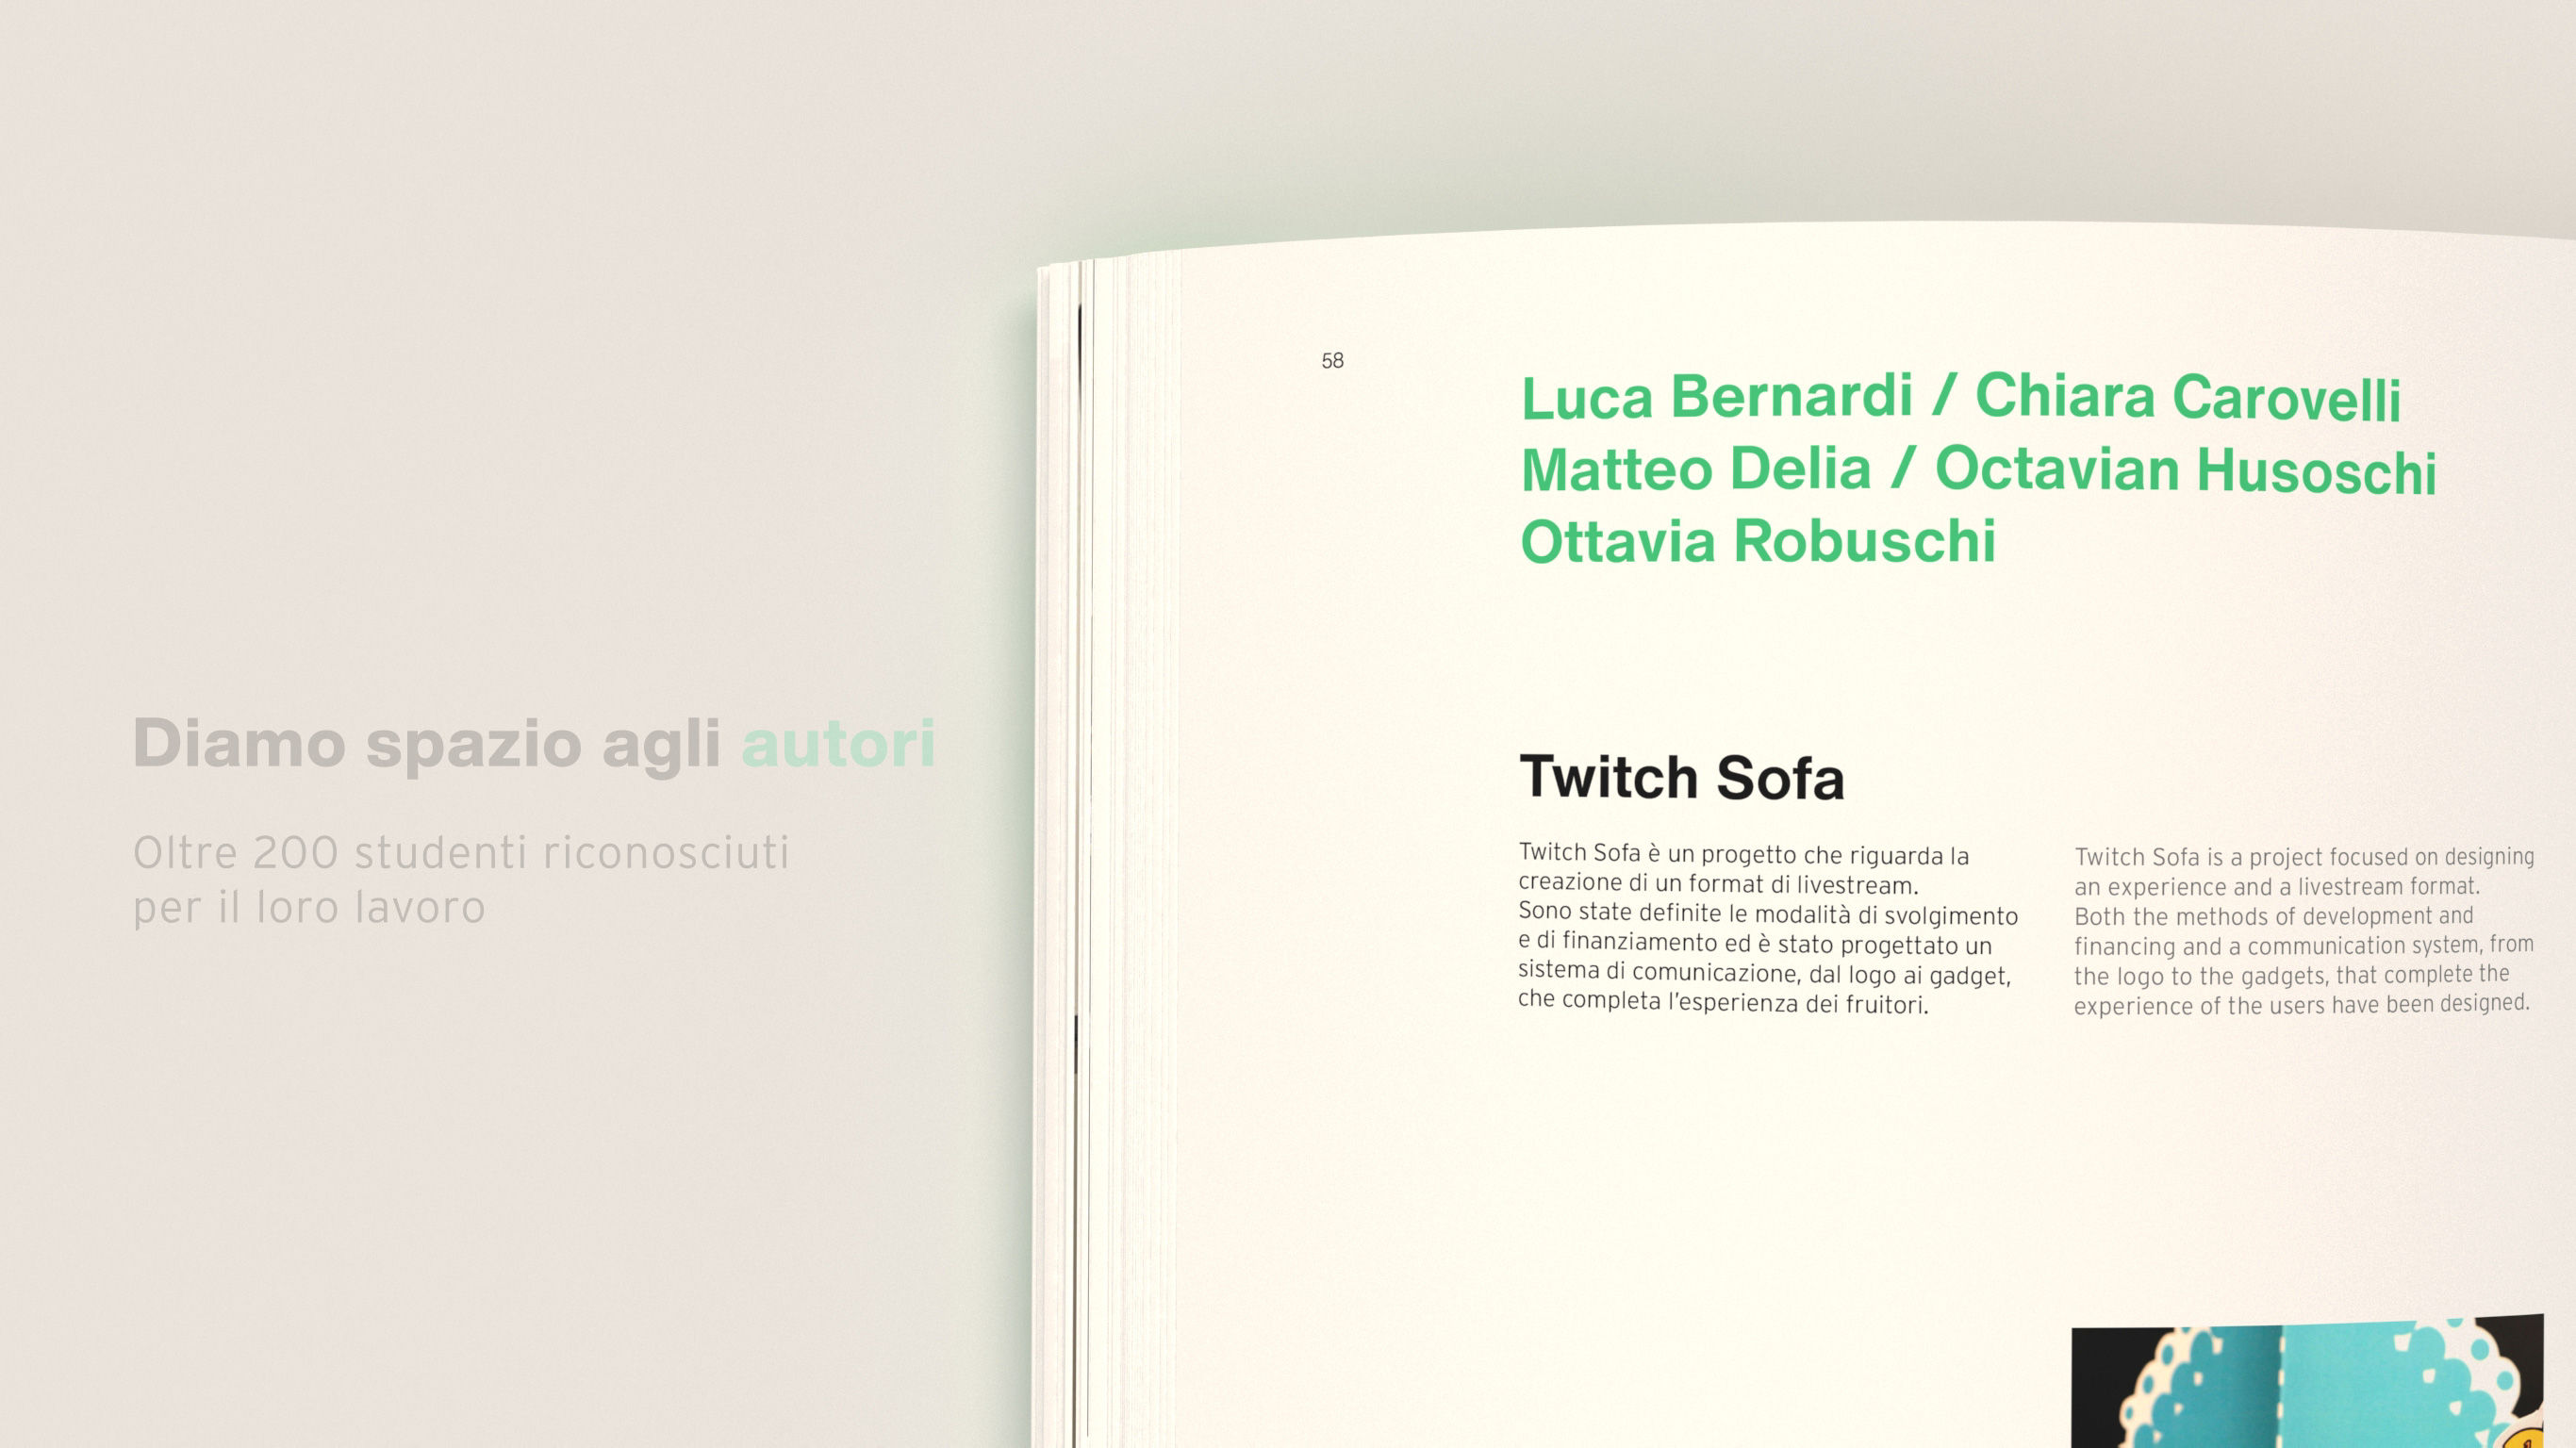 Diamo spazio agli autori
Oltre 200 studenti riconosciuti
per il loro lavoro
58
Luca Bernardi / Chiara Carovelli
Matteo Delia / Octavian Husoschi
Ottavia Robuschi
Twitch Sofa
Twitch Sofa è un progetto che riguarda la
creazione di un format di livestream.
Sono state definite le modalità di svolgimento
e di finanziamento ed è stato progettato un
sistema di comunicazione, dal logo ai gadget,
che completa l'esperienza dei fruitori.
Twitch Sofa is a project focused on designing
an experience and a livestream format.
Both the methods of development and
financing and a communication system, from
the logo to the gadgets, that complete the
experience of the users have been designed.